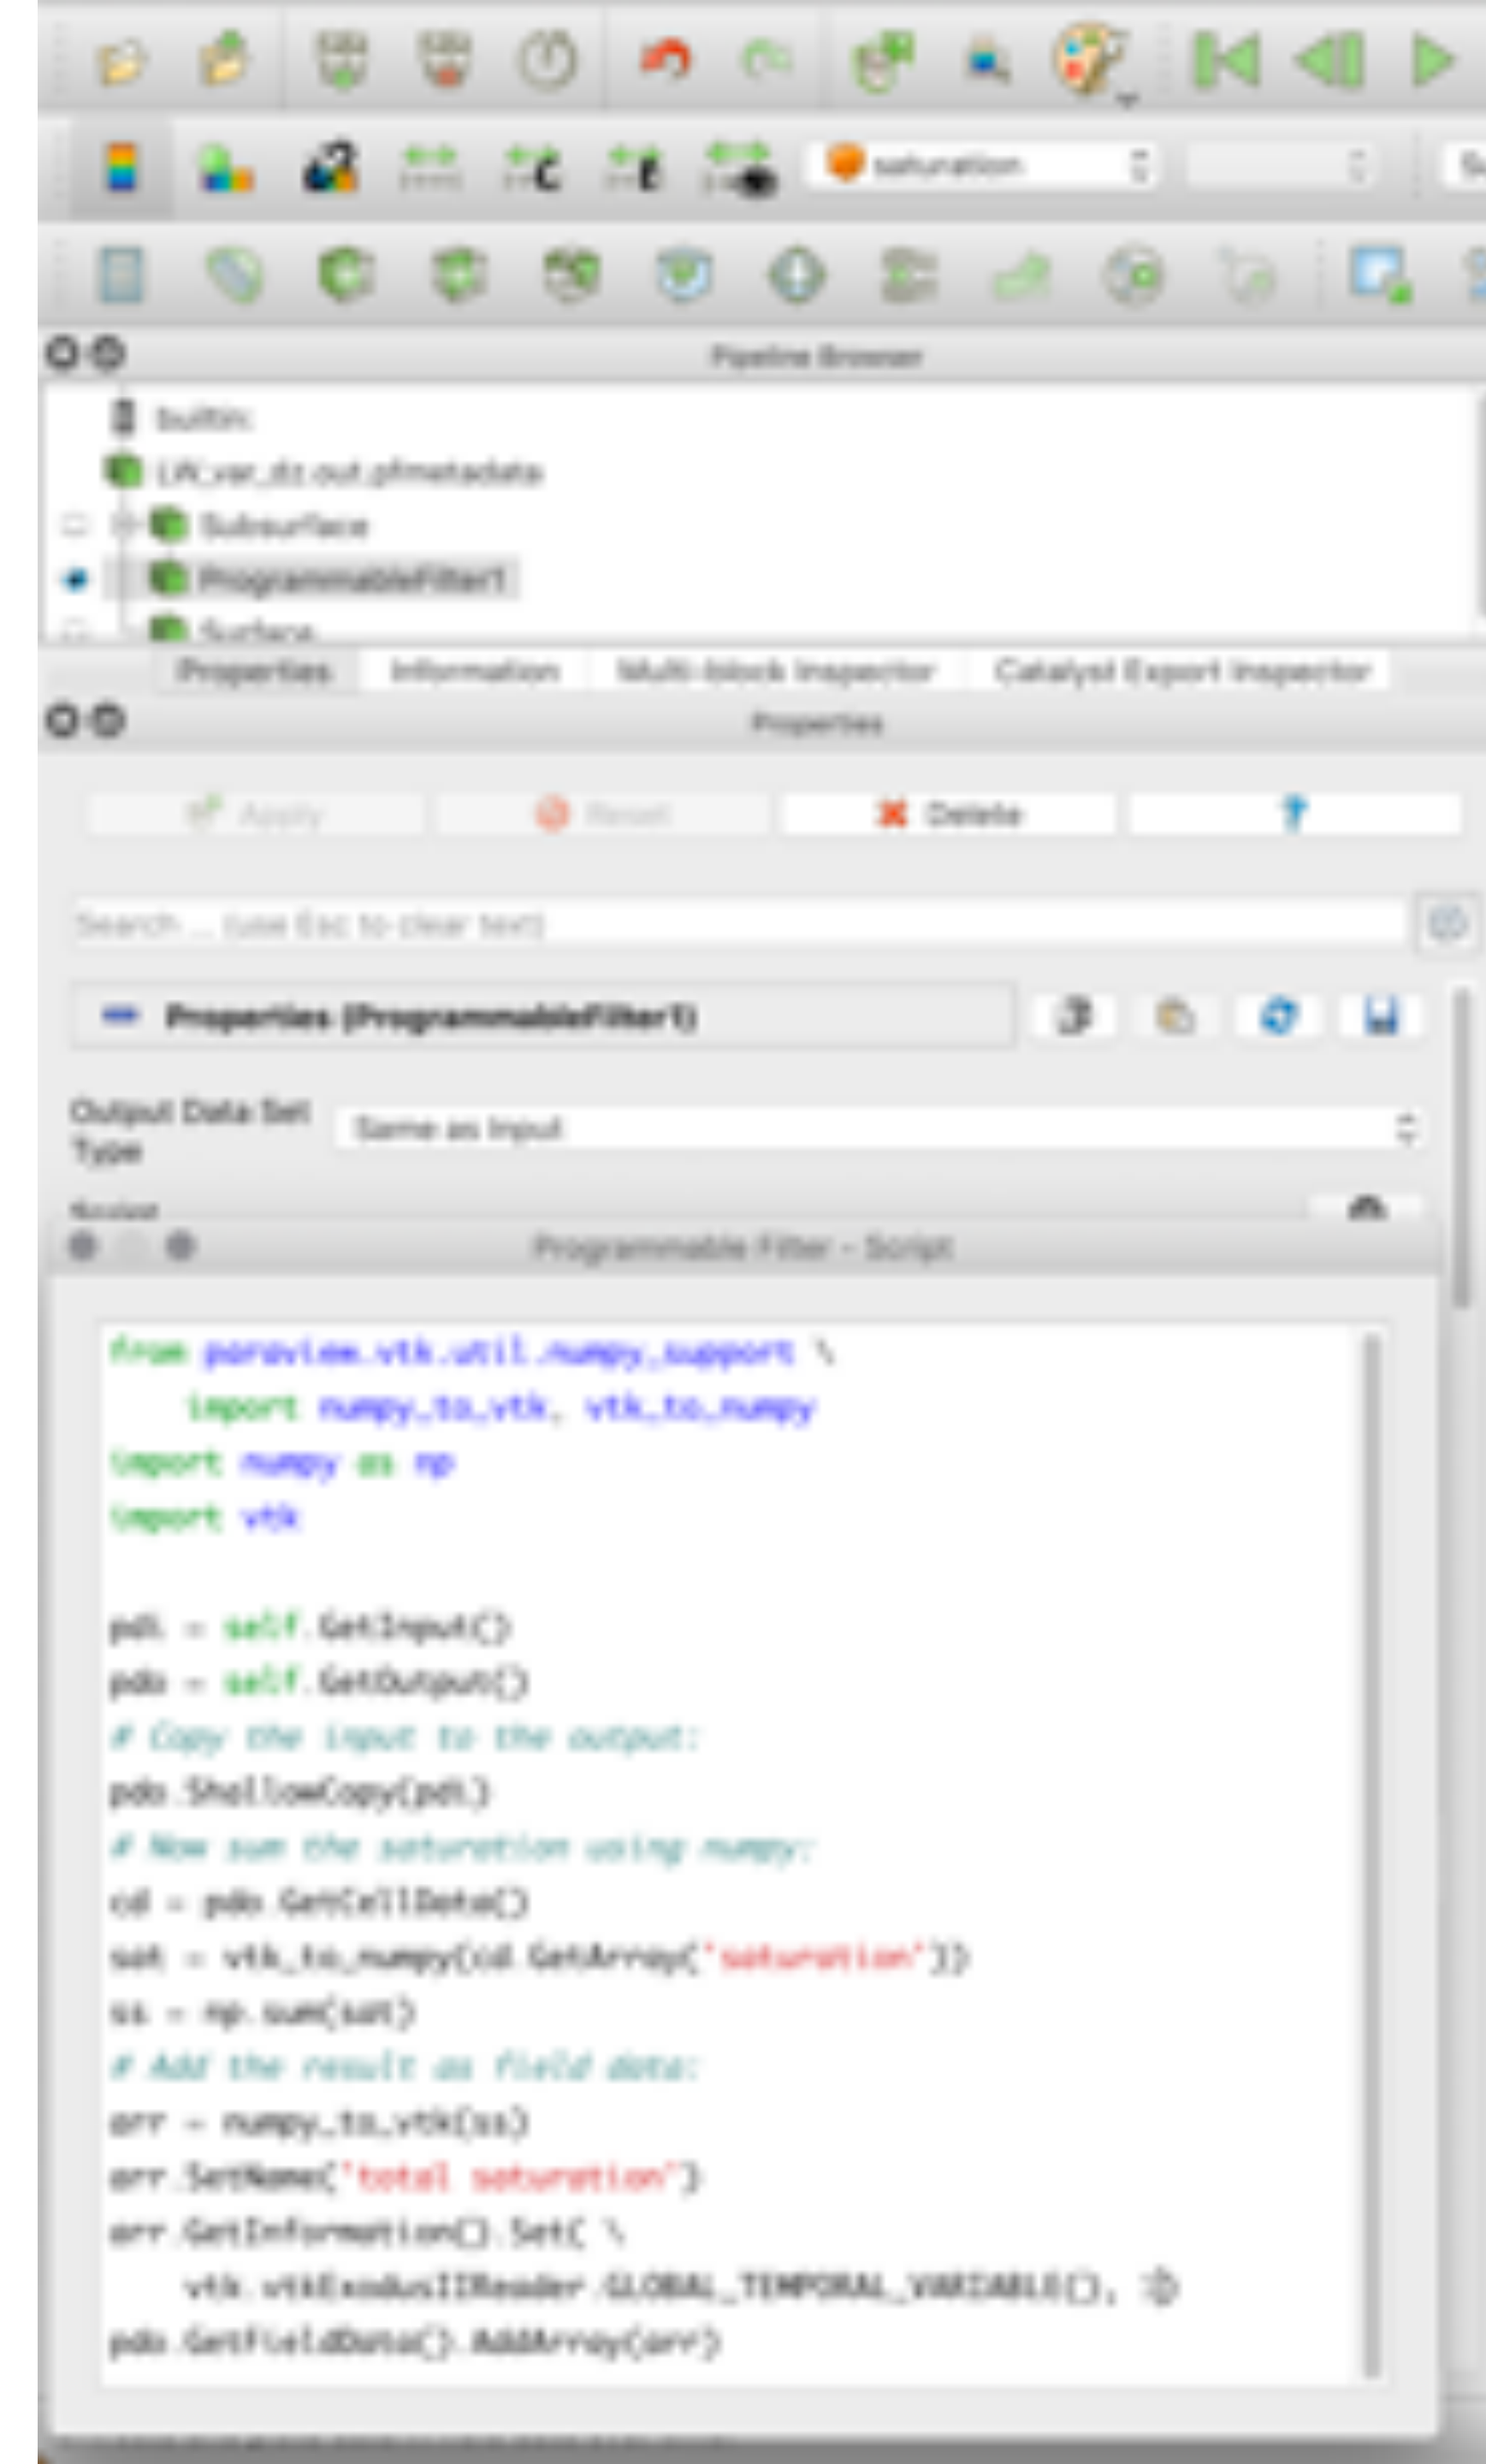 saturation
Pipeline Browser
builtin:
LW_var_dz.out.pfmetadata
Subsurface
ProgrammableFilter1
Surface
Properties Information Multi-block Inspector Catalyst Export Inspector
Properties
Apply Reset Delete ?
Search ... (use Esc to clear text)
Properties (ProgrammableFilter1)
Output Data Set
Type
Same as Input
Script
Programmable Filter - Script
from paraview.vtk.util.numpy_support \
import numpy_to_vtk, vtk_to_numpy
import numpy as np
import vtk
pdi = self.GetInput()
pdo = self.GetOutput()
# Copy the input to the output:
pdo.ShallowCopy(pdi)
# Now sum the saturation using numpy:
cd = pdo.GetCellData()
sat = vtk_to_numpy(cd.GetArray('saturation'))
ss = np.sum(sat)
# Add the result as field data:
arr = numpy_to_vtk(ss)
arr.SetName('total saturation')
arr.GetInformation().Set( \
vtk.vtkExodusIIReader.GLOBAL_TEMPORAL_VARIABLE(), 1)
pdo.GetFieldData().AddArray(arr)